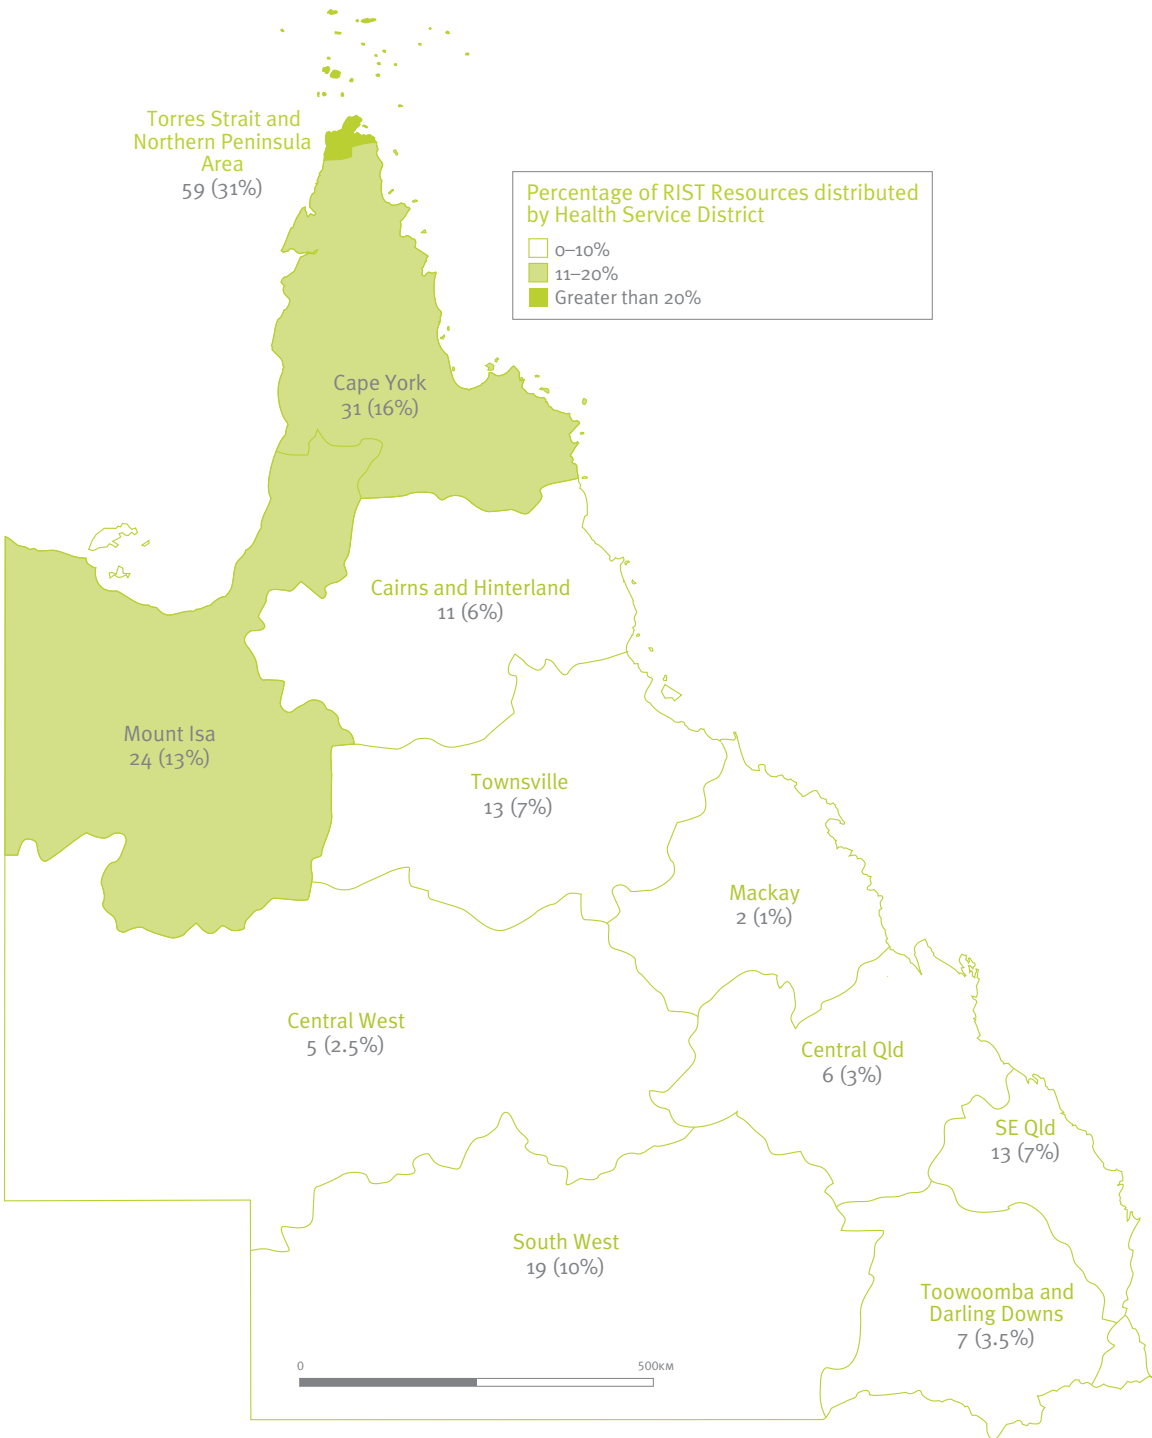 Torres Strait and
Northern Peninsula
Area
59 (31%)
Percentage of RIST Resources distributed
by Health Service District
0–10%
11–20%
Greater than 20%
Cape York
31 (16%)
Cairns and Hinterland
11 (6%)
Mount Isa
24 (13%)
Townsville
13 (7%)
Mackay
2 (1%)
Central West
5 (2.5%)
Central Qld
6 (3%)
SE Qld
13 (7%)
South West
19 (10%)
Toowoomba and
Darling Downs
7 (3.5%)
0 500KM